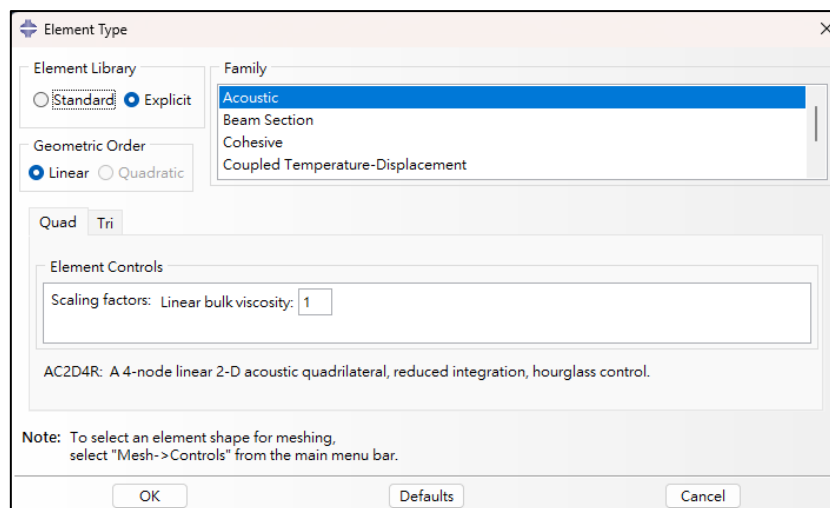 Element Type
Element Library
Standard Explicit
Family
Acoustic
Beam Section
Cohesive
Coupled Temperature-Displacement
Geometric Order
Linear Quadratic
Quad Tri
Element Controls
Scaling factors: Linear bulk viscosity: 1
AC2D4R: A 4-node linear 2-D acoustic quadrilateral, reduced integration, hourglass control.
Note: To select an element shape for meshing,
select "Mesh->Controls" from the main menu bar.
OK Defaults Cancel